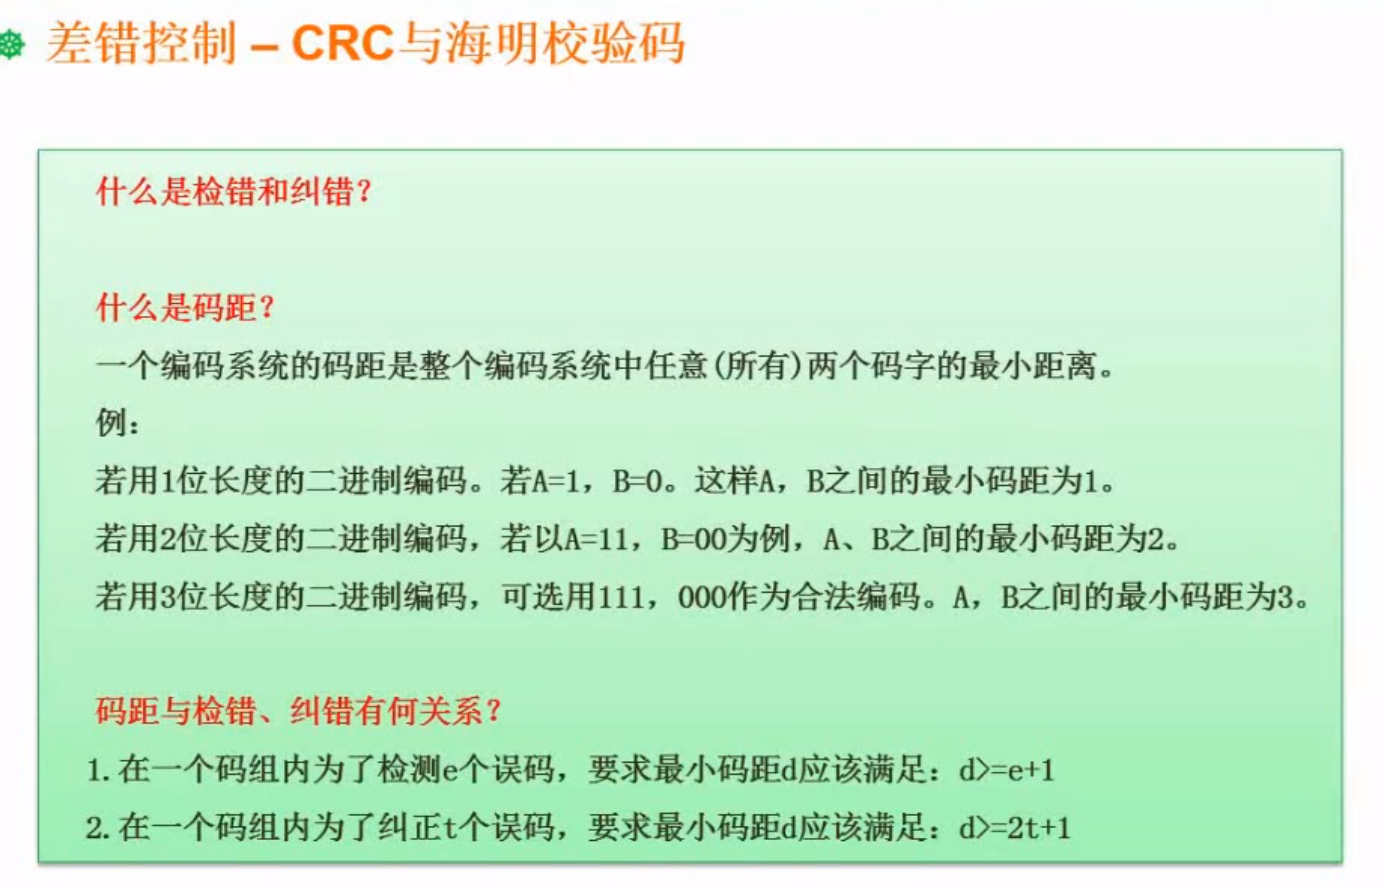 差错控制 – CRC与海明校验码
什么是检错和纠错？
什么是码距？
一个编码系统的码距是整个编码系统中任意(所有)两个码字的最小距离。
例：
若用1位长度的二进制编码。若A=1，B=0。这样A，B之间的最小码距为1。
若用2位长度的二进制编码，若以A=11，B=00为例，A、B之间的最小码距为2。
若用3位长度的二进制编码，可选用111，000作为合法编码。A，B之间的最小码距为3。
码距与检错、纠错有何关系？
1.在一个码组内为了检测e个误码，要求最小码距d应该满足：d>=e+1
2.在一个码组内为了纠正t个误码，要求最小码距d应该满足：d>=2t+1